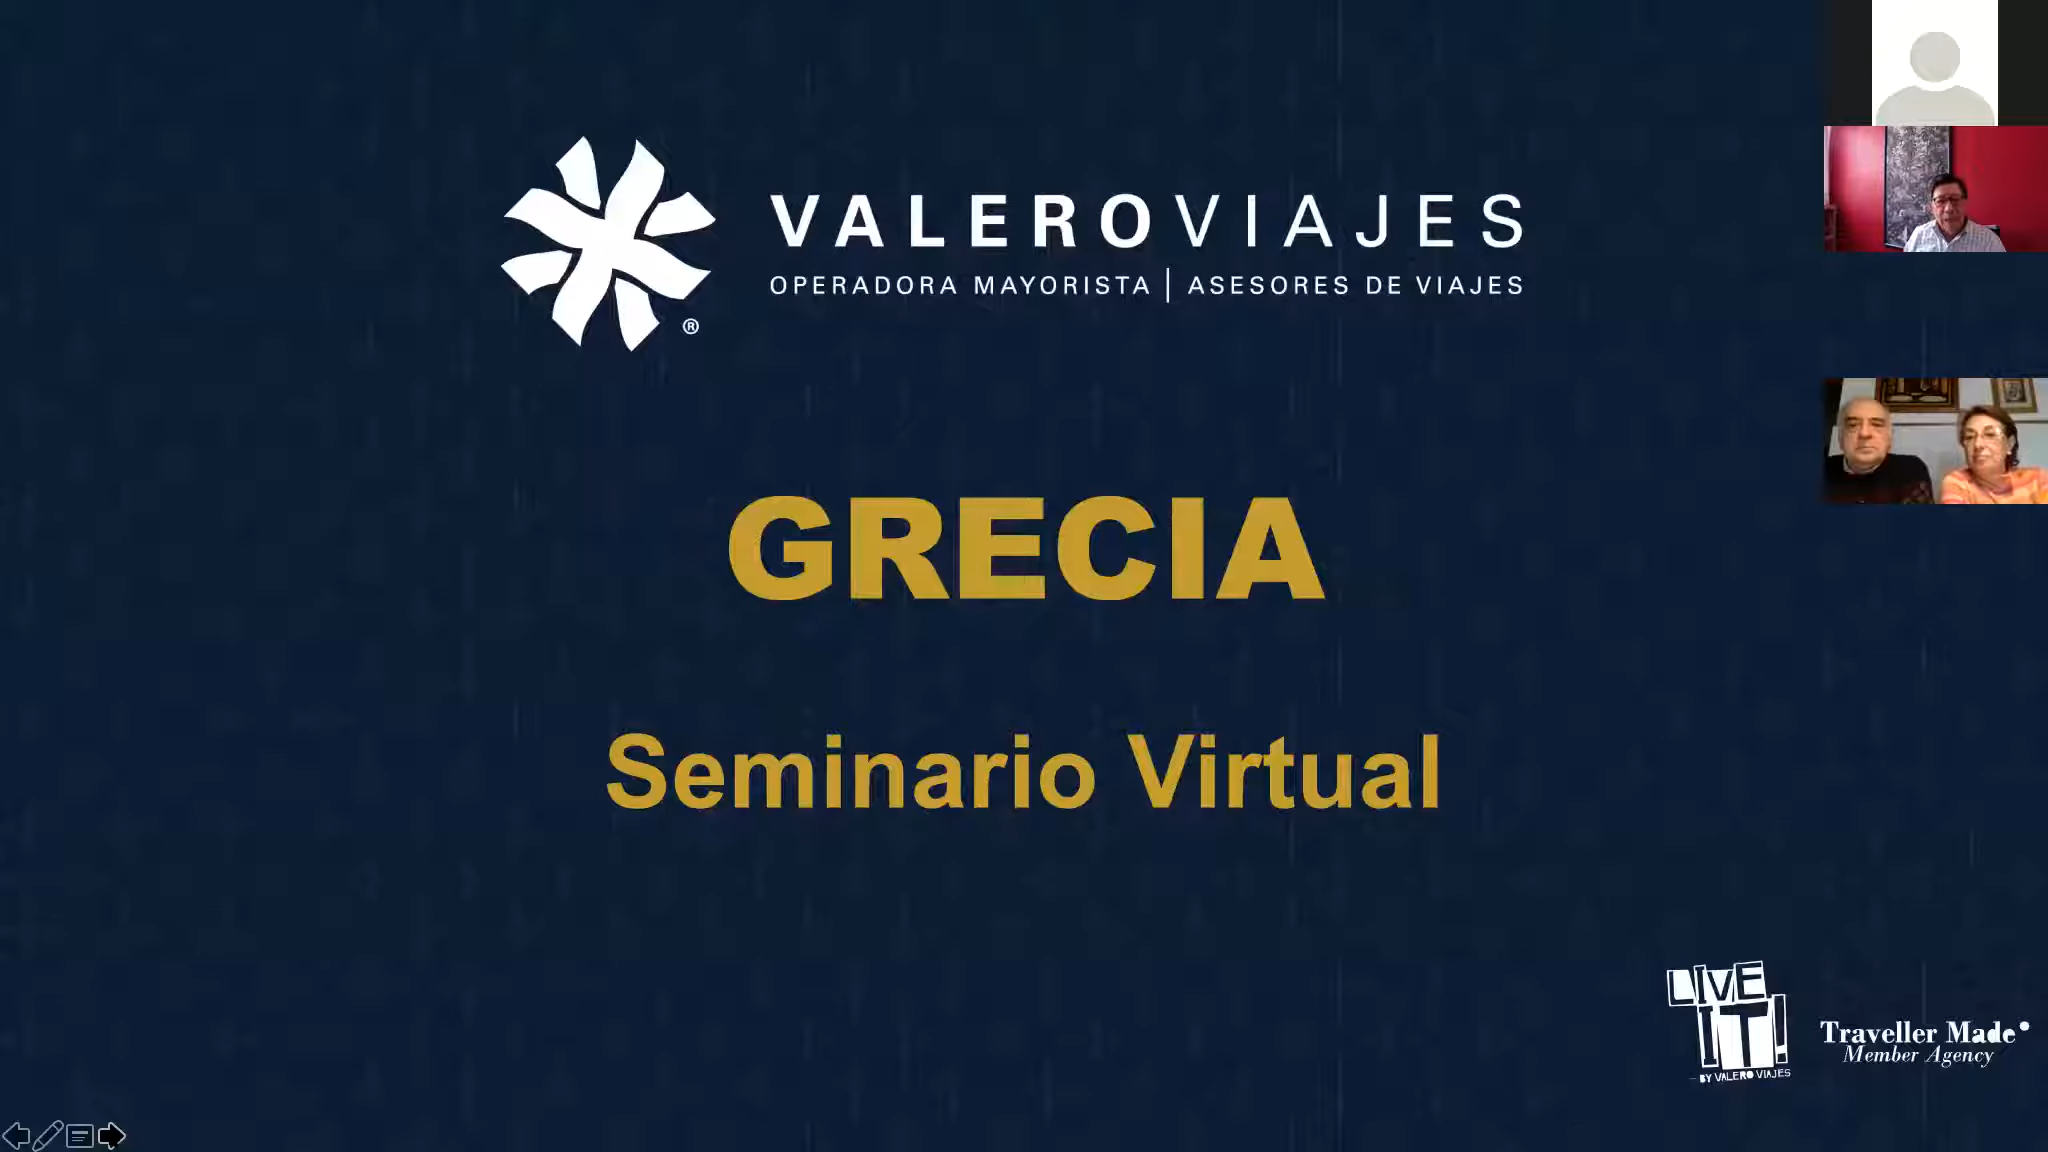 VALEROVIAJES
OPERADORA MAYORISTA | ASESORES DE VIAJES
®
GRECIA
Seminario Virtual
LIVE
IT!
BY VALERO VIAJES
Traveller Made
Member Agency